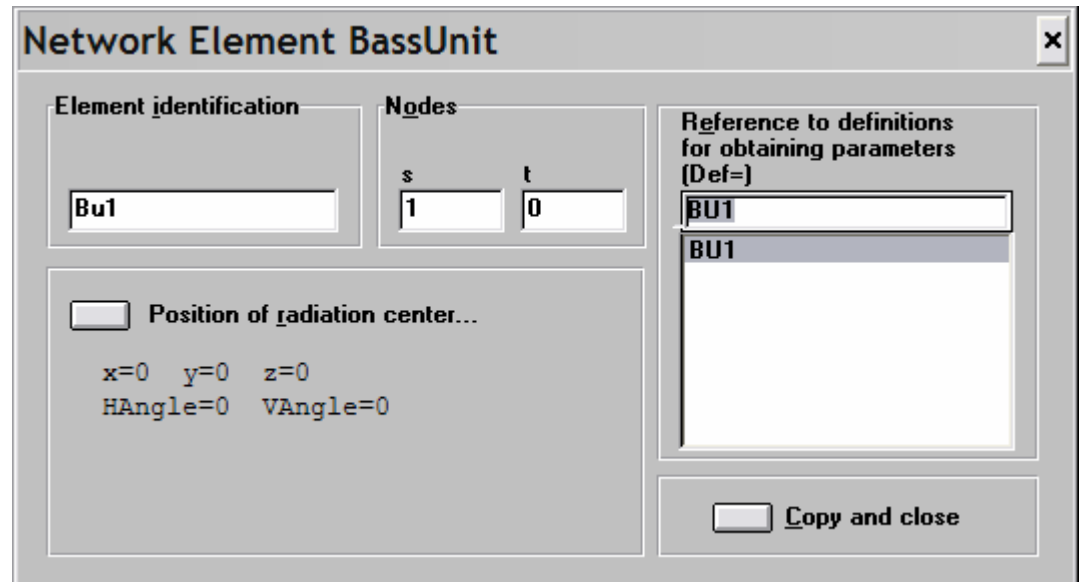 Network Element BassUnit
Element identification
Bu1
Nodes
s t
1 0
Reference to definitions
for obtaining parameters
(Def=)
BU1
BU1
Position of radiation center...
x=0 y=0 z=0
HAngle=0 VAngle=0
Copy and close